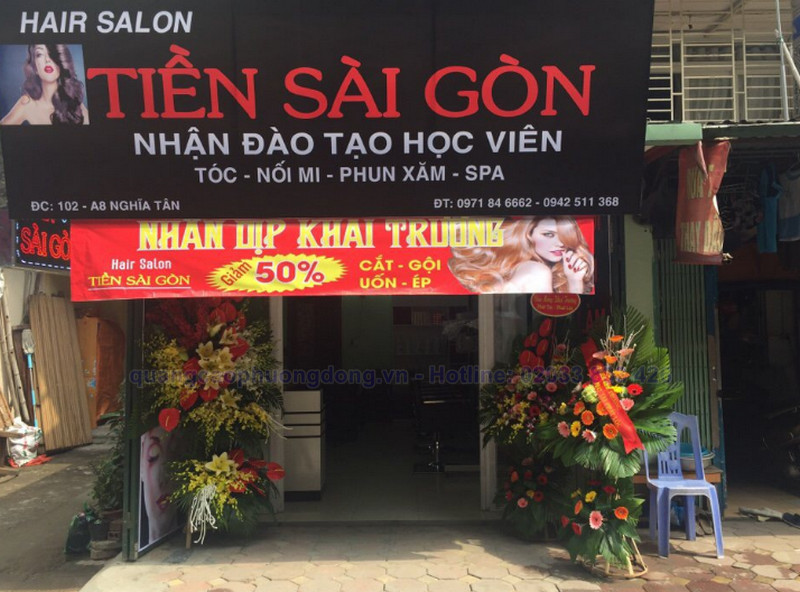 HAIR SALON
TIỀN SÀI GÒN
NHẬN ĐÀO TẠO HỌC VIÊN
TÓC - NỐI MI - PHUN XĂM - SPA
ĐC: 102 - A8 NGHĨA TÂN
ĐT: 0971 84 6662 - 0942 511 368
SÀI GÒ
NHÂN DỊP KHAI TRƯƠNG
Hair Salon
TIỀN SÀI GÒN
Giảm 50%
CẮT - GỘI
UỐN - ÉP